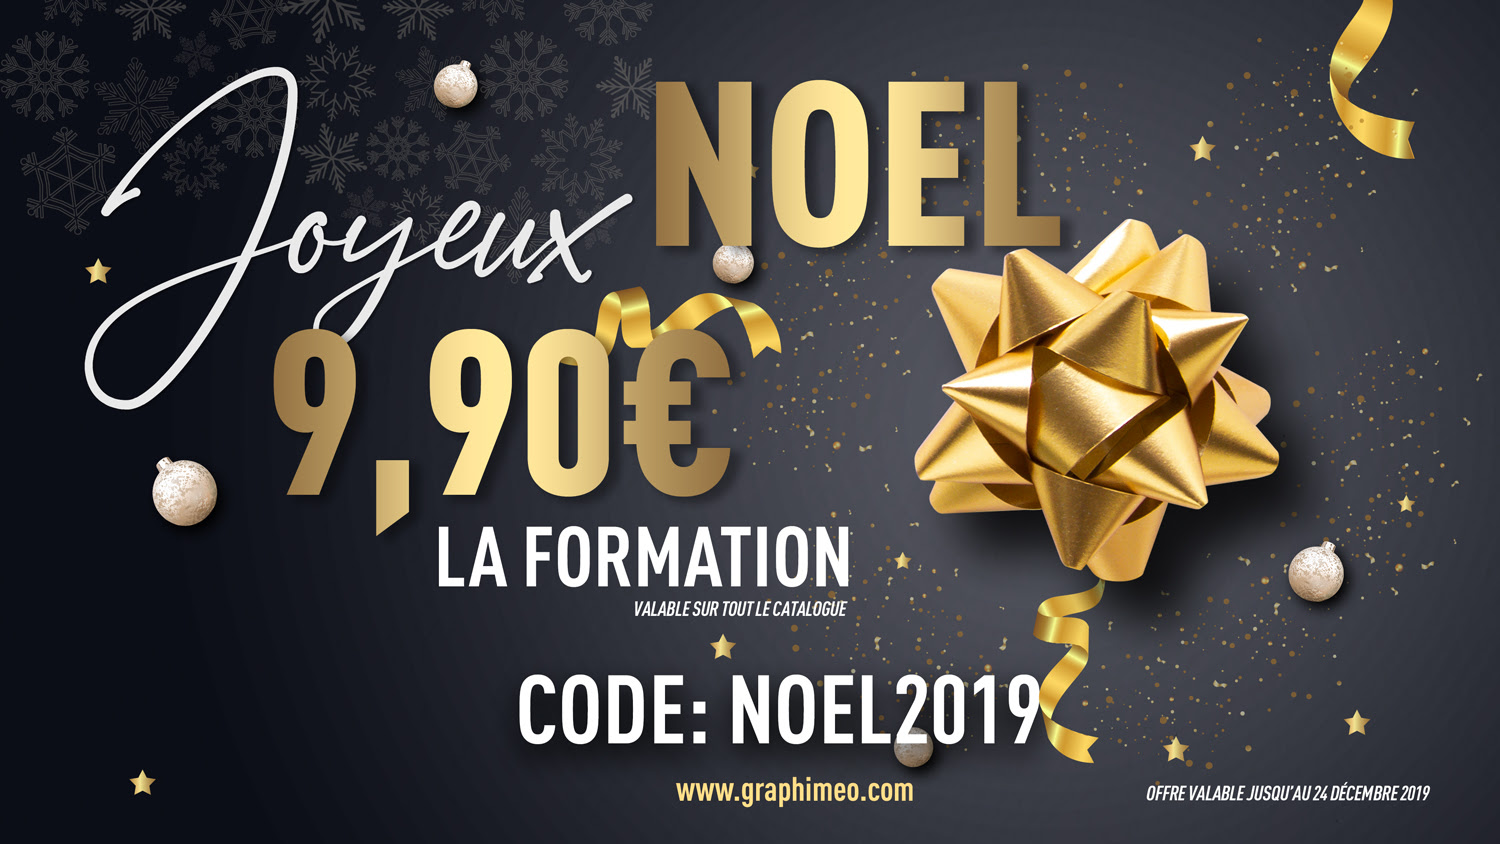 Joyeux NOEL
9,90€
LA FORMATION
VALABLE SUR TOUT LE CATALOGUE
CODE: NOEL2019
www.graphimeo.com
OFFRE VALABLE JUSQU'AU 24 DÉCEMBRE 2019